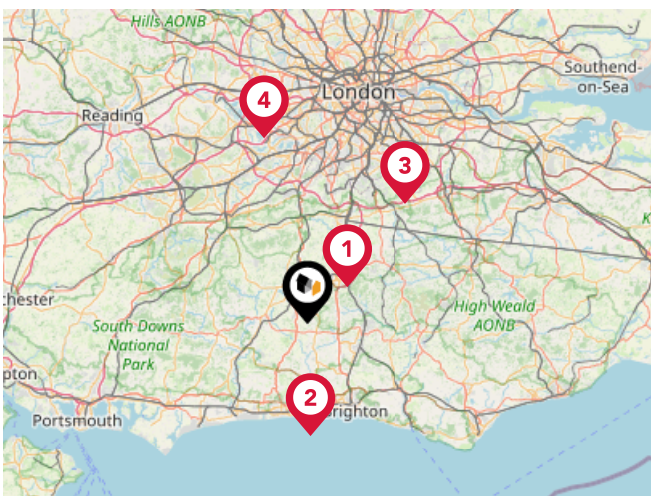 Hills AONB
Southend-
on-Sea
London
4
Reading
3
1
chester
High Weald
AONB
South Downs
National
Park
pton
2
righton
Portsmouth
K